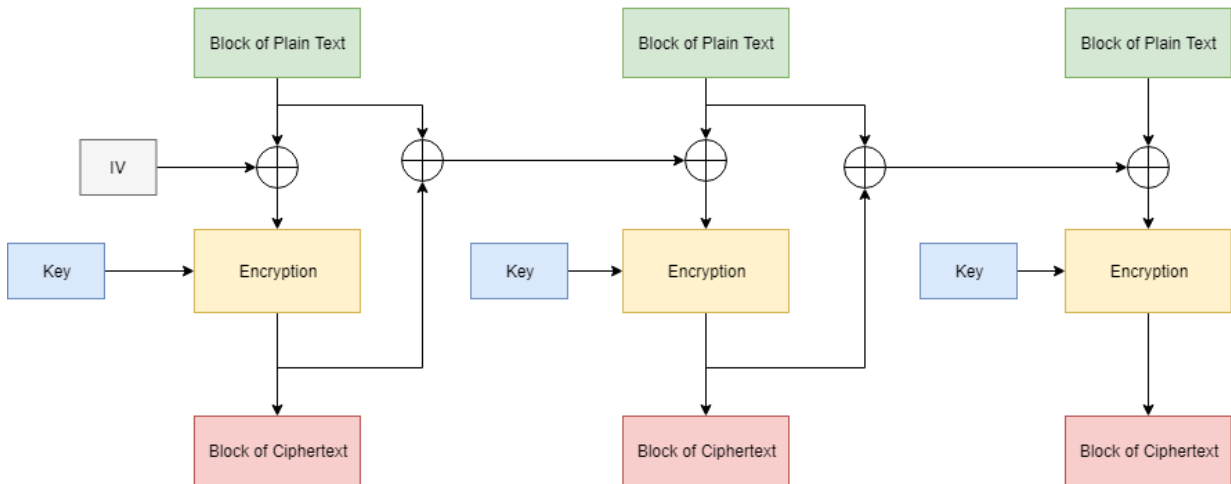 Block of Plain Text
Block of Plain Text
Block of Plain Text
IV
Key
Encryption
Key
Encryption
Key
Encryption
Block of Ciphertext
Block of Ciphertext
Block of Ciphertext